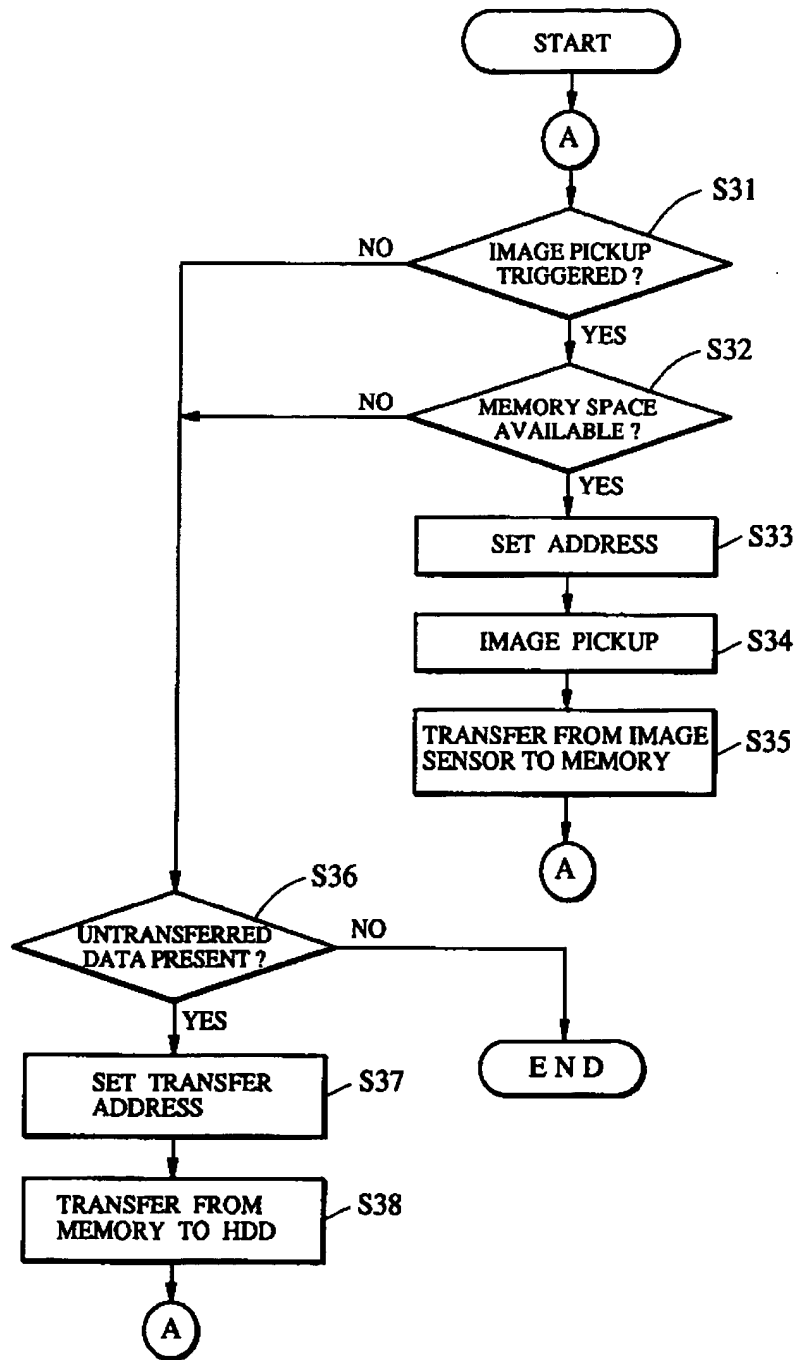 START
A
S31
NO
IMAGE PICKUP
TRIGGERED ?
YES
S32
NO
MEMORY SPACE
AVAILABLE ?
YES
SET ADDRESS
S33
IMAGE PICKUP
S34
TRANSFER FROM IMAGE
SENSOR TO MEMORY
S35
A
S36
UNTRANSFERRED
DATA PRESENT ?
NO
YES
END
SET TRANSFER
ADDRESS
S37
TRANSFER FROM
MEMORY TO HDD
S38
A